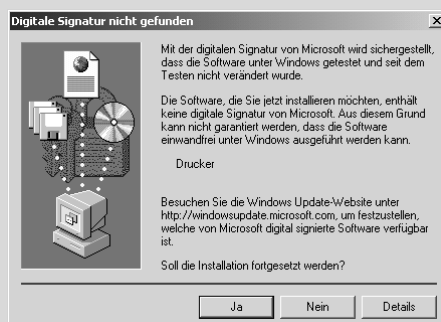 Digitale Signatur nicht gefunden
Mit der digitalen Signatur von Microsoft wird sichergestellt,
dass die Software unter Windows getestet und seit dem
Testen nicht verändert wurde.
Die Software, die Sie jetzt installieren möchten, enthält
keine digitale Signatur von Microsoft. Aus diesem Grund
kann nicht garantiert werden, dass die Software
einwandfrei unter Windows ausgeführt werden kann.
Drucker
Besuchen Sie die Windows Update-Website unter
http://windowsupdate.microsoft.com, um festzustellen,
welche von Microsoft digital signierte Software verfügbar
ist.
Soll die Installation fortgesetzt werden?
Ja Nein Details